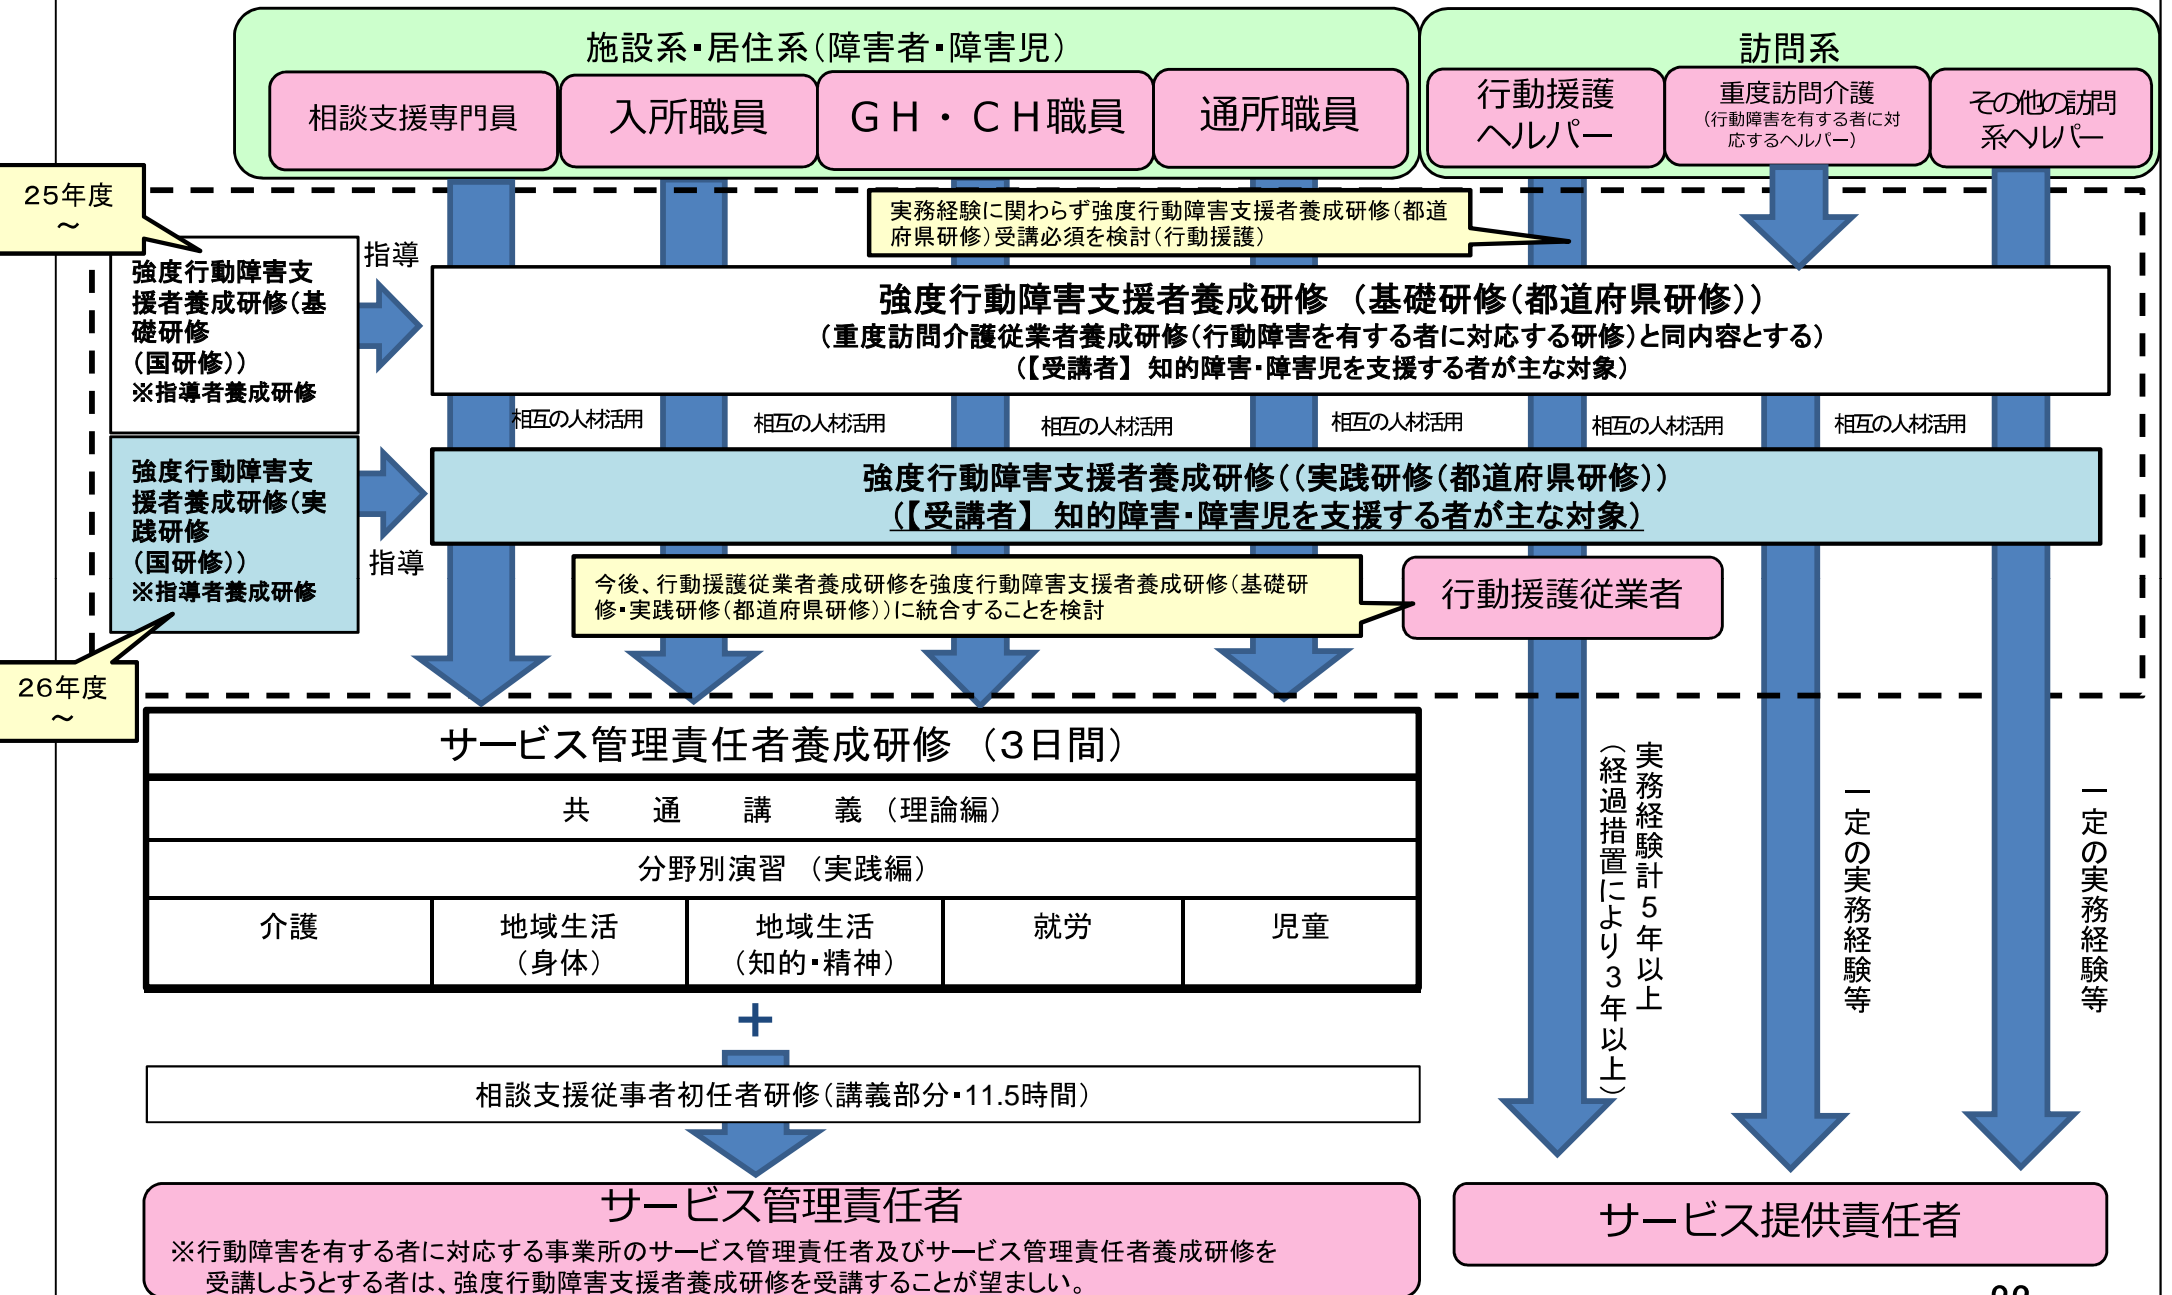 施設系・居住系（障害者・障害児）
訪問系
相談支援専門員
入所職員
ＧＨ・ＣＨ職員
通所職員
行動援護
ヘルパー
重度訪問介護
（行動障害を有する者に対
応するヘルパー）
その他の訪問
系ヘルパー
25年度
～
実務経験に関わらず強度行動障害支援者養成研修（都道
府県研修）受講必須を検討（行動援護）
強度行動障害支
援者養成研修（基
礎研修
（国研修））
※指導者養成研修
指導
強度行動障害支援者養成研修 （基礎研修（都道府県研修））
（重度訪問介護従業者養成研修（行動障害を有する者に対応する研修）と同内容とする）
（【受講者】 知的障害・障害児を支援する者が主な対象）
相互の人材活用
相互の人材活用
相互の人材活用
相互の人材活用
相互の人材活用
相互の人材活用
強度行動障害支
援者養成研修（実
践研修
（国研修））
※指導者養成研修
指導
強度行動障害支援者養成研修（（実践研修（都道府県研修））
（【受講者】 知的障害・障害児を支援する者が主な対象）
今後、行動援護従業者養成研修を強度行動障害支援者養成研修（基礎研
修・実践研修（都道府県研修））に統合することを検討
行動援護従業者
26年度
～
サービス管理責任者養成研修 （３日間）
共　通　講　義 （理論編）
分野別演習 （実践編）
介護
地域生活
（身体）
地域生活
（知的・精神）
就労
児童
実務経験計５年以上
（経過措置により３年以上）
一定の実務経験等
一定の実務経験等
＋
相談支援従事者初任者研修（講義部分・11.5時間）
サービス管理責任者
※行動障害を有する者に対応する事業所のサービス管理責任者及びサービス管理責任者養成研修を
受講しようとする者は、強度行動障害支援者養成研修を受講することが望ましい。
サービス提供責任者